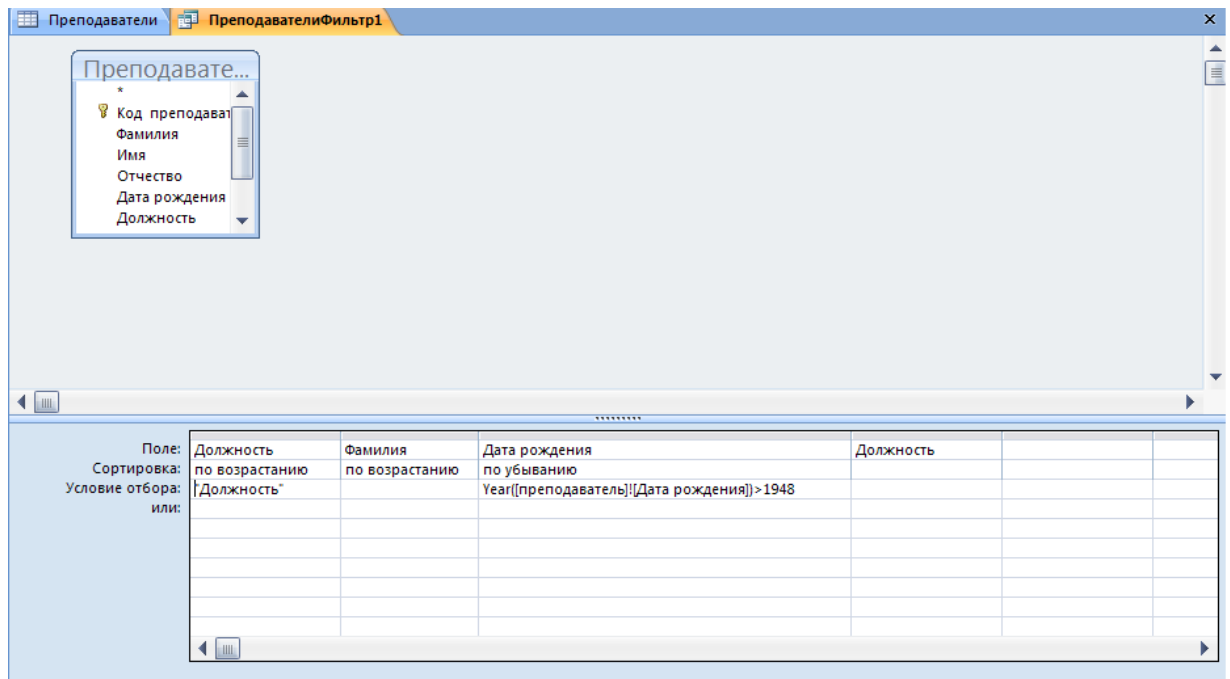 Преподаватели ПреподавателиФильтр1
Преподавате...
*
Код преподават
Фамилия
Имя
Отчество
Дата рождения
Должность
Поле: Должность Фамилия Дата рождения Должность
Сортировка: по возрастанию по возрастанию по убыванию
Условие отбора: "Должность" Year([преподаватель]![Дата рождения])>1948
или: